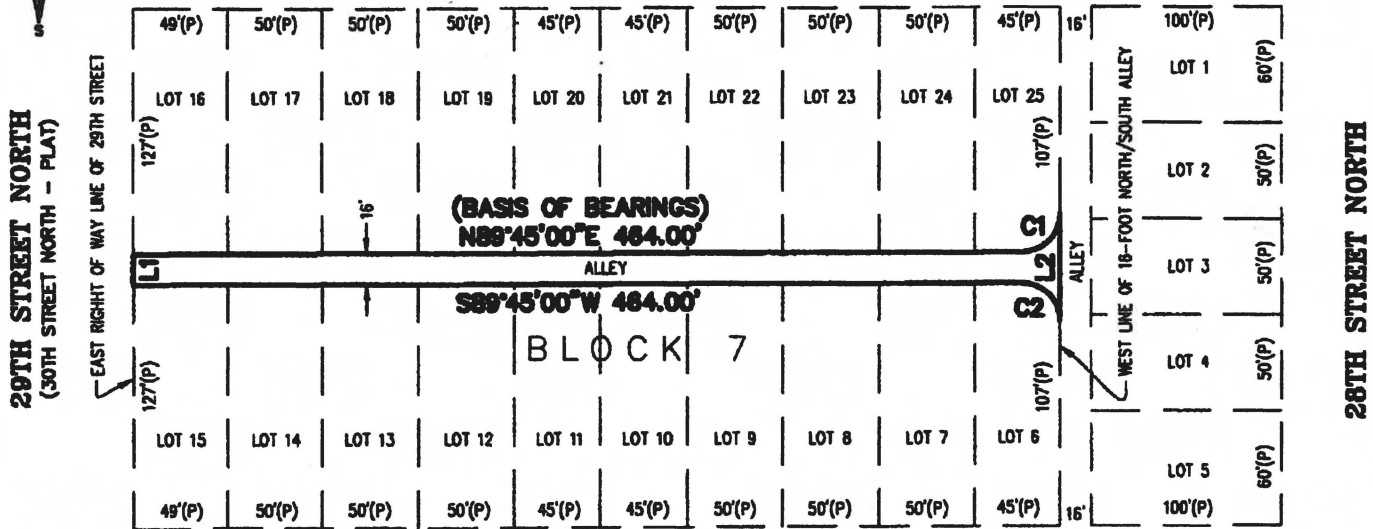 S
49'(P) 50'(P) 50'(P) 50'(P) 45'(P) 45'(P) 50'(P) 50'(P) 50'(P) 45'(P) 16' 100'(P)
LOT 16 LOT 17 LOT 18 LOT 19 LOT 20 LOT 21 LOT 22 LOT 23 LOT 24 LOT 25
127'(P)
107'(P)
LOT 1
60'(P)
LOT 2
50'(P)
LOT 3
50'(P)
LOT 4
50'(P)
LOT 5
60'(P)
29TH STREET NORTH
(30TH STREET NORTH - PLAT)
EAST RIGHHT OF WAY LINE OF 29TH STREET
16'
(BASIS OF BEARINGS)
N89°45'00"E 464.00'
C1
L1
ALLEY
L2
ALLEY
S89°45'00"W 464.00'
C2
BLOCK 7
WEST LINE OF 16-FOOT NORTH/SOUTH ALLEY
28TH STREET NORTH
127'(P)
107'(P)
LOT 15 LOT 14 LOT 13 LOT 12 LOT 11 LOT 10 LOT 9 LOT 8 LOT 7 LOT 6
49'(P) 50'(P) 50'(P) 50'(P) 45'(P) 45'(P) 50'(P) 50'(P) 50'(P) 45'(P) 16' 100'(P)